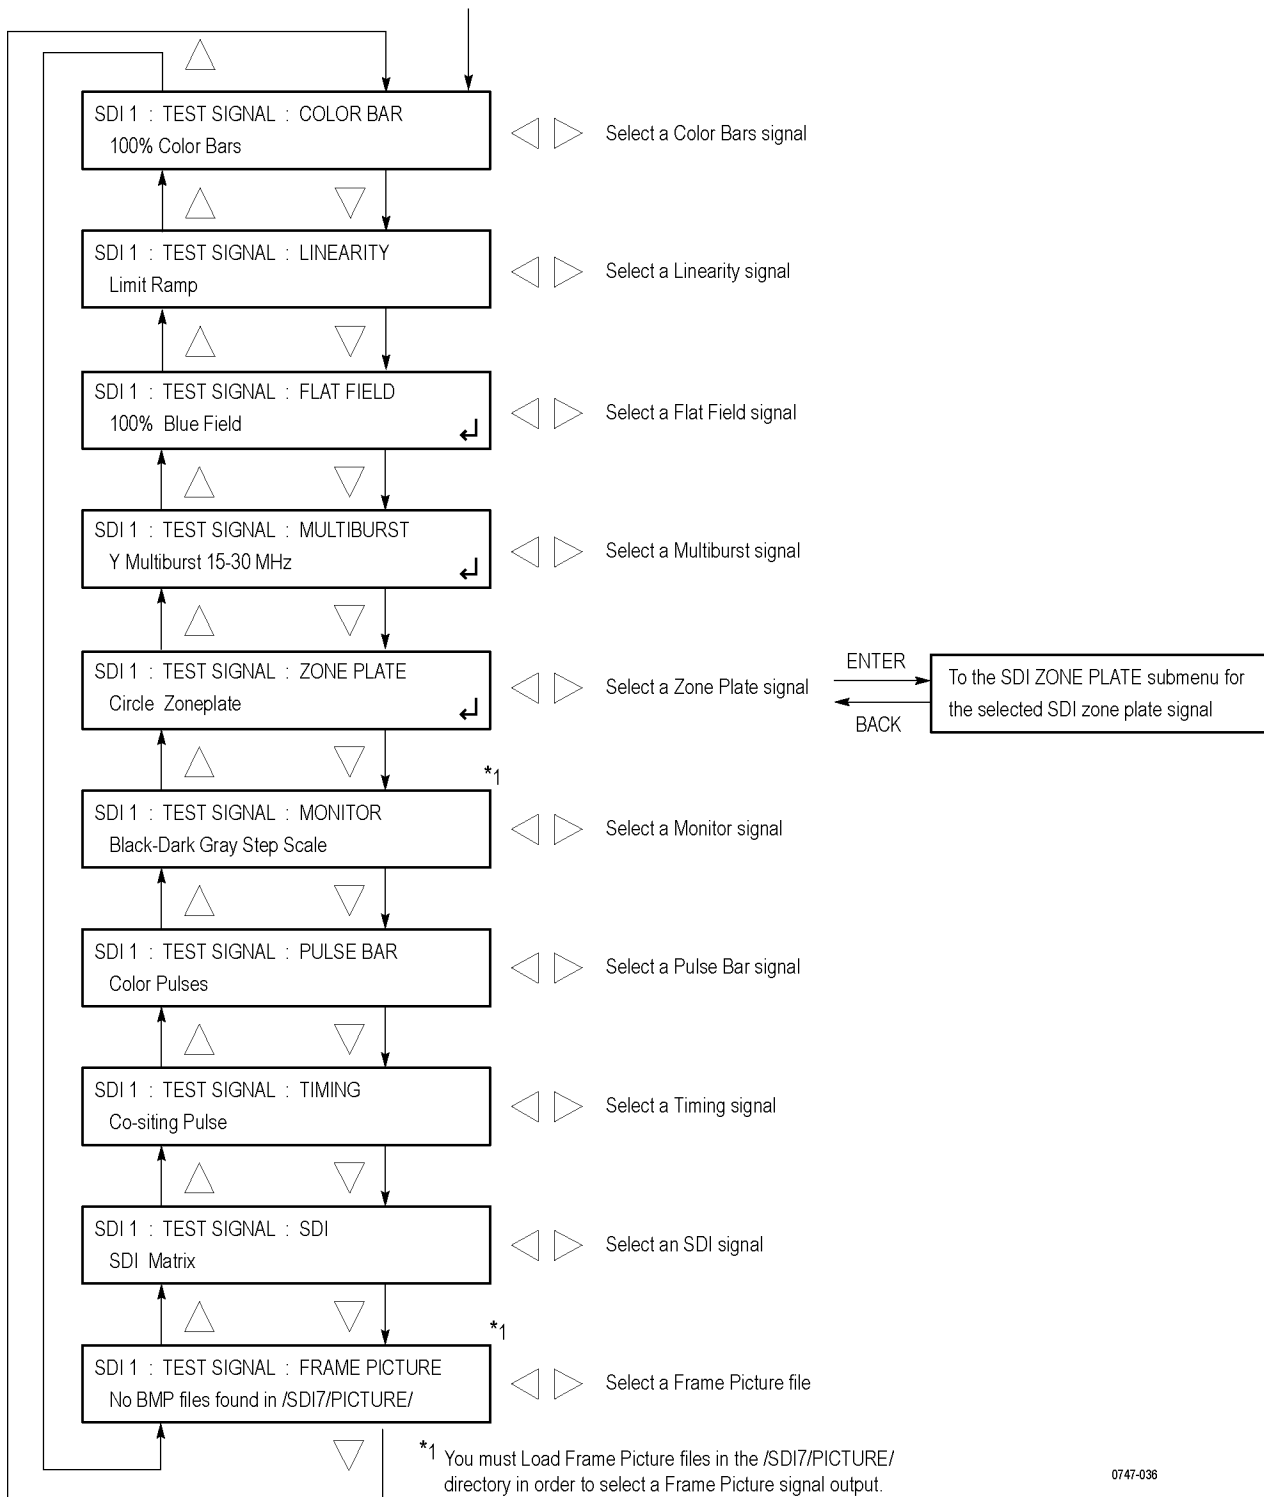 SDI 1 : TEST SIGNAL : COLOR BAR
100% Color Bars
Select a Color Bars signal
SDI 1 : TEST SIGNAL : LINEARITY
Limit Ramp
Select a Linearity signal
SDI 1 : TEST SIGNAL : FLAT FIELD
100% Blue Field
Select a Flat Field signal
SDI 1 : TEST SIGNAL : MULTIBURST
Y Multiburst 15-30 MHz
Select a Multiburst signal
SDI 1 : TEST SIGNAL : ZONE PLATE
Circle Zoneplate
Select a Zone Plate signal
ENTER
BACK
To the SDI ZONE PLATE submenu for
the selected SDI zone plate signal
*1
SDI 1 : TEST SIGNAL : MONITOR
Black-Dark Gray Step Scale
Select a Monitor signal
SDI 1 : TEST SIGNAL : PULSE BAR
Color Pulses
Select a Pulse Bar signal
SDI 1 : TEST SIGNAL : TIMING
Co-siting Pulse
Select a Timing signal
SDI 1 : TEST SIGNAL : SDI
SDI Matrix
Select an SDI signal
*1
SDI 1 : TEST SIGNAL : FRAME PICTURE
No BMP files found in /SDI7/PICTURE/
Select a Frame Picture file
*1 You must Load Frame Picture files in the /SDI7/PICTURE/
directory in order to select a Frame Picture signal output.
0747-036